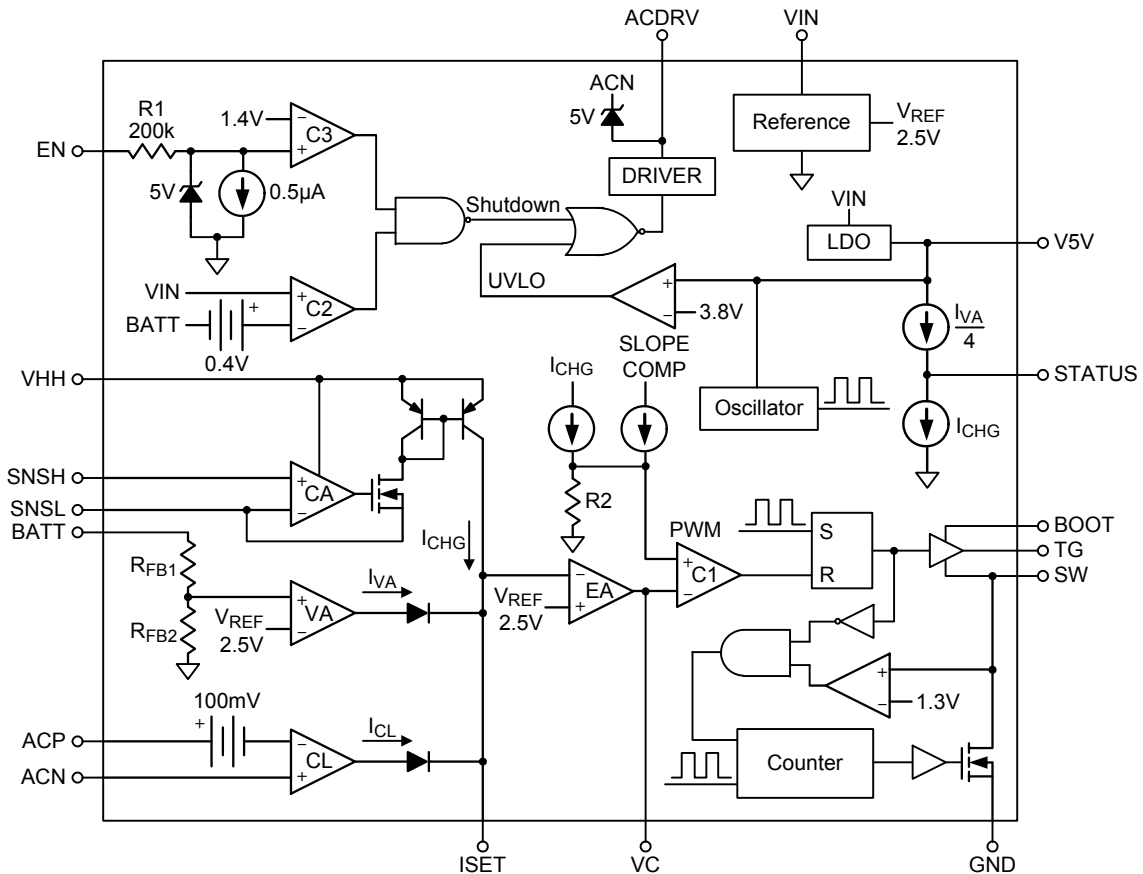 ACDRV
VIN
ACN
5V
R1
200k
EN
1.4V
−
+
C3
5V
0.5µA
Reference
VREF
2.5V
DRIVER
Shutdown
VIN
LDO
V5V
VIN
BATT
+
0.4V
+
−
C2
UVLO
+
−
3.8V
IVA
4
VHH
ICHG
SLOPE
COMP
Oscillator
STATUS
ICHG
SNSH
SNSL
BATT
+
−
CA
R2
ICHG
PWM
S
R
BOOT
TG
SW
RFB1
RFB2
VREF
2.5V
+
−
VA
IVA
VREF
2.5V
−
+
EA
+
−
C1
+
−
1.3V
100mV
+
ACP
ACN
−
+
CL
ICL
Counter
ISET
VC
GND